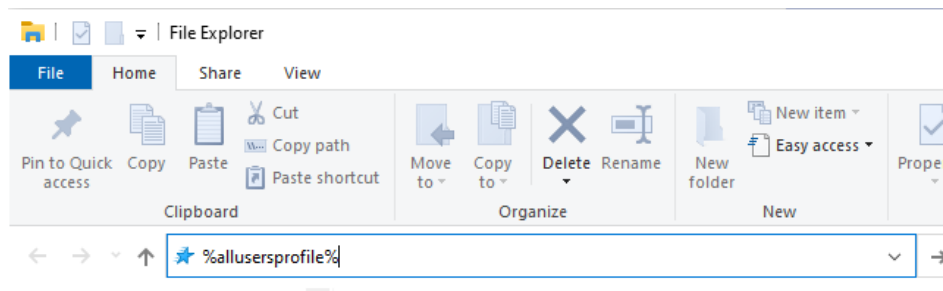 File Explorer
File Home Share View
Pin to Quick access
Copy
Paste
Cut
Copy path
Paste shortcut
Clipboard
Move to
Copy to
Delete
Rename
Organize
New folder
New item
Easy access
New
Prope
%allusersprofile%